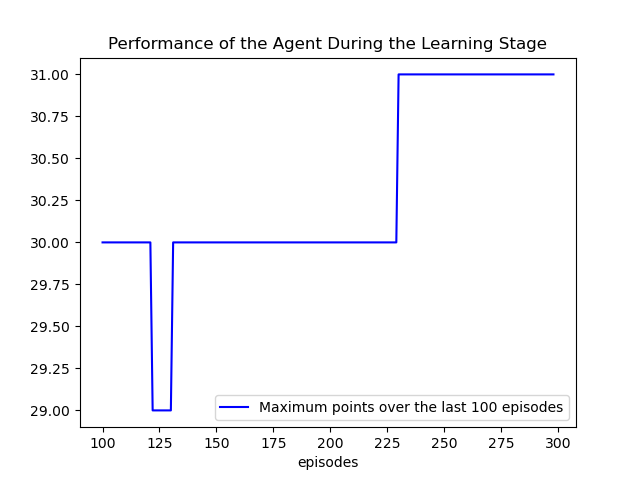 Performance of the Agent During the Learning Stage
31.00
30.75
30.50
30.25
30.00
29.75
29.50
29.25
29.00
Maximum points over the last 100 episodes
100 125 150 175 200 225 250 275 300
episodes